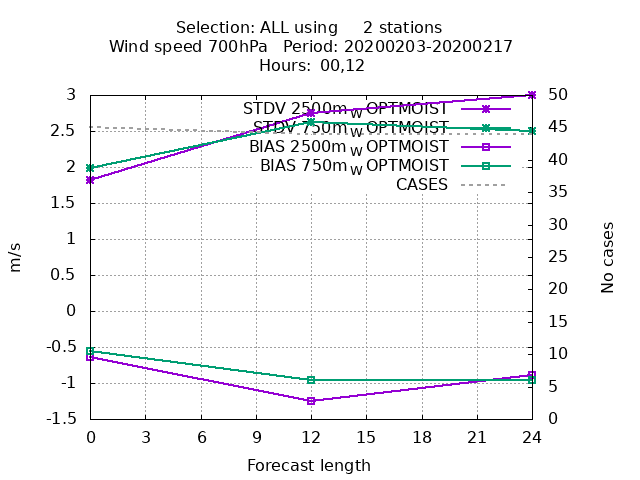 Selection: ALL using 2 stations
Wind speed 700hPa Period: 20200203-20200217
Hours: 00,12
STDV 2500m_W OPTMOIST
STDV 750m_W OPTMOIST
BIAS 2500m_W OPTMOIST
BIAS 750m_W OPTMOIST
CASES
3
2.5
2
1.5
1
0.5
0
-0.5
-1
-1.5
m/s
50
45
40
35
30
25
20
15
10
5
0
No cases
0 3 6 9 12 15 18 21 24
Forecast length